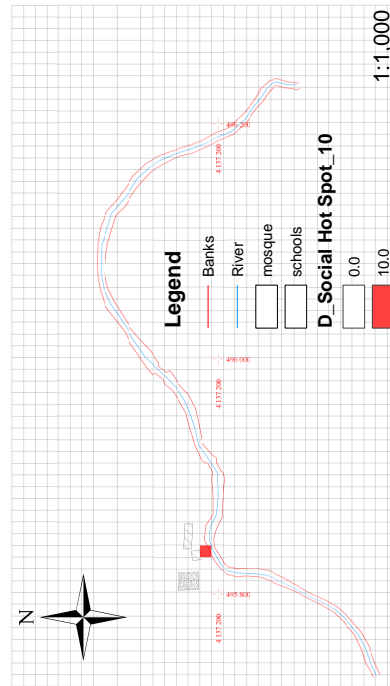 N
4 137 200
495 800
4 137 200
496 000
4 137 200
496 200
Legend
Banks
River
mosque
schools
D_Social Hot Spot_10
0.0
10.0
1:1,000